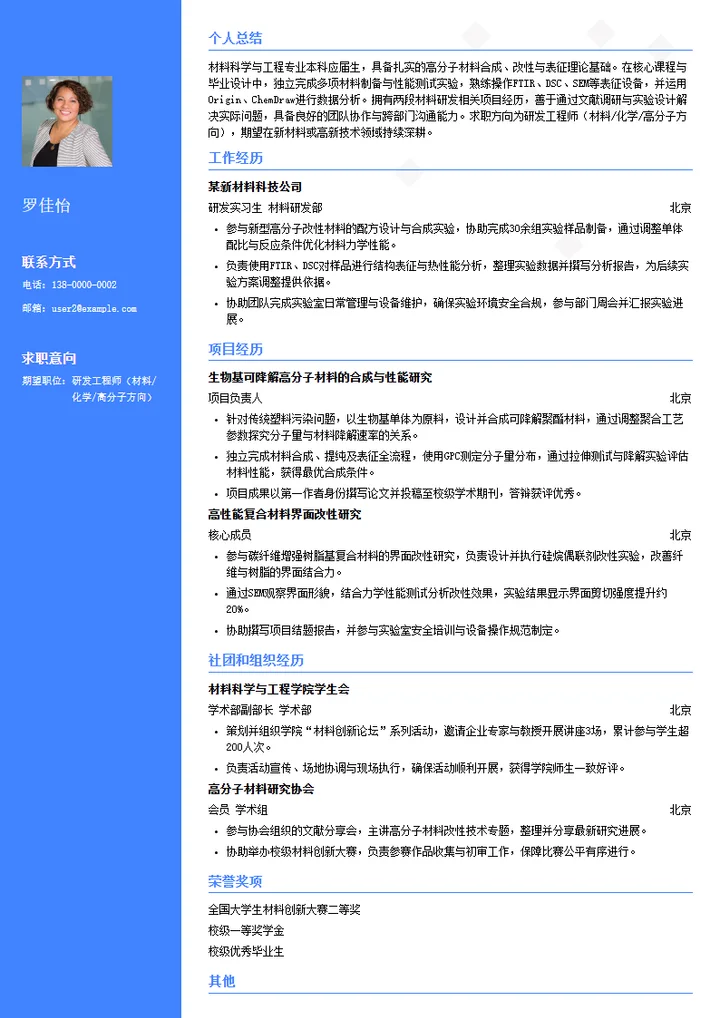 罗佳怡
联系方式
电话：138-0000-0002
邮箱：user2@example.com
求职意向
期望职位：研发工程师（材料/
化学/高分子方向）
个人总结
材料科学与工程专业本科应届生，具备扎实的高分子材料合成、改性与表征理论基础。在核心课程与
毕业设计中，独立完成多项材料制备与性能测试实验，熟练操作FTIR、DSC、SEM等表征设备，并运用
Origin、ChemDraw进行数据分析。拥有两段材料研发相关项目经历，善于通过文献调研与实验设计解
决实际问题，具备良好的团队协作与跨部门沟通能力。求职方向为研发工程师（材料/化学/高分子方
向），期望在新材料或高新技术领域持续深耕。
工作经历
某新材料科技公司
研发实习生 材料研发部 北京
• 参与新型高分子改性材料的配方设计与合成实验，协助完成30余组实验样品制备，通过调整单体
配比与反应条件优化材料力学性能。
• 负责使用FTIR、DSC对样品进行结构表征与热性能分析，整理实验数据并撰写分析报告，为后续实
验方案调整提供依据。
• 协助团队完成实验室日常管理与设备维护，确保实验环境安全合规，参与部门周会并汇报实验进
展。
项目经历
生物基可降解高分子材料的合成与性能研究
项目负责人 北京
• 针对传统塑料污染问题，以生物基单体为原料，设计并合成可降解聚酯材料，通过调整聚合工艺
参数探究分子量与材料降解速率的关系。
• 独立完成材料合成、提纯及表征全流程，使用GPC测定分子量分布，通过拉伸测试与降解实验评估
材料性能，获得最优合成条件。
• 项目成果以第一作者身份撰写论文并投稿至校级学术期刊，答辩获评优秀。
高性能复合材料界面改性研究
核心成员 北京
• 参与碳纤维增强树脂基复合材料的界面改性研究，负责设计并执行硅烷偶联剂改性实验，改善纤
维与树脂的界面结合力。
• 通过SEM观察界面形貌，结合力学性能测试分析改性效果，实验结果显示界面剪切强度提升约
20%。
• 协助撰写项目结题报告，并参与实验室安全培训与设备操作规范制定。
社团和组织经历
材料科学与工程学院学生会
学术部副部长 学术部 北京
• 策划并组织学院“材料创新论坛”系列活动，邀请企业专家与教授开展讲座3场，累计参与学生超
200人次。
• 负责活动宣传、场地协调与现场执行，确保活动顺利开展，获得学院师生一致好评。
高分子材料研究协会
会员 学术组 北京
• 参与协会组织的文献分享会，主讲高分子材料改性技术专题，整理并分享最新研究进展。
• 协助举办校级材料创新大赛，负责参赛作品收集与初审工作，保障比赛公平有序进行。
荣誉奖项
全国大学生材料创新大赛二等奖
校级一等奖学金
校级优秀毕业生
其他